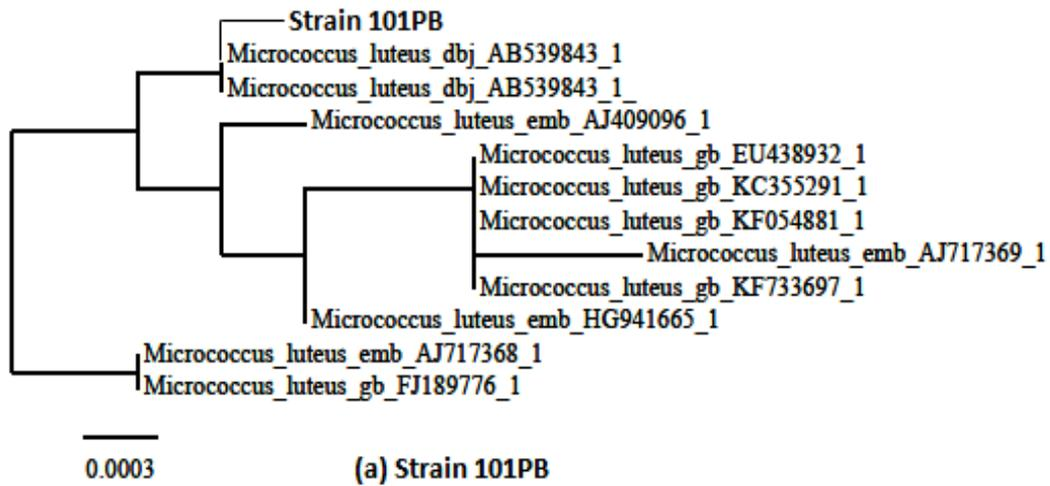 Strain 101PB
Micrococcus_luteus_dbj_AB539843_1
Micrococcus_luteus_dbj_AB539843_1_
Micrococcus_luteus_emb_AJ409096_1
Micrococcus_luteus_gb_EU438932_1
Micrococcus_luteus_gb_KC355291_1
Micrococcus_luteus_gb_KF054881_1
Micrococcus_luteus_emb_AJ717369_1
Micrococcus_luteus_gb_KF733697_1
Micrococcus_luteus_emb_HG941665_1
Micrococcus_luteus_emb_AJ717368_1
Micrococcus_luteus_gb_FJ189776_1
0.0003
(a) Strain 101PB